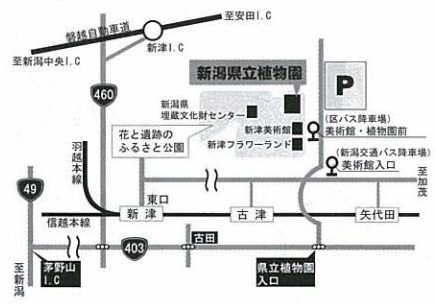 至安田I.C
磐越自動車道
新津I.C
至新潟中央I.C
新潟県立植物園
P
460
新潟県
埋蔵文化財センター
(区バス降車場)
美術館・植物園前
新津美術館
花と遺跡の
ふるさと公園
新津フラワーランド
(新潟交通バス降車場)
美術館入口
羽越本線
49
至加茂
東口
信越本線
新津
古津
矢代田
403
古田
至新潟
茅野山
I.C
県立植物園
入口